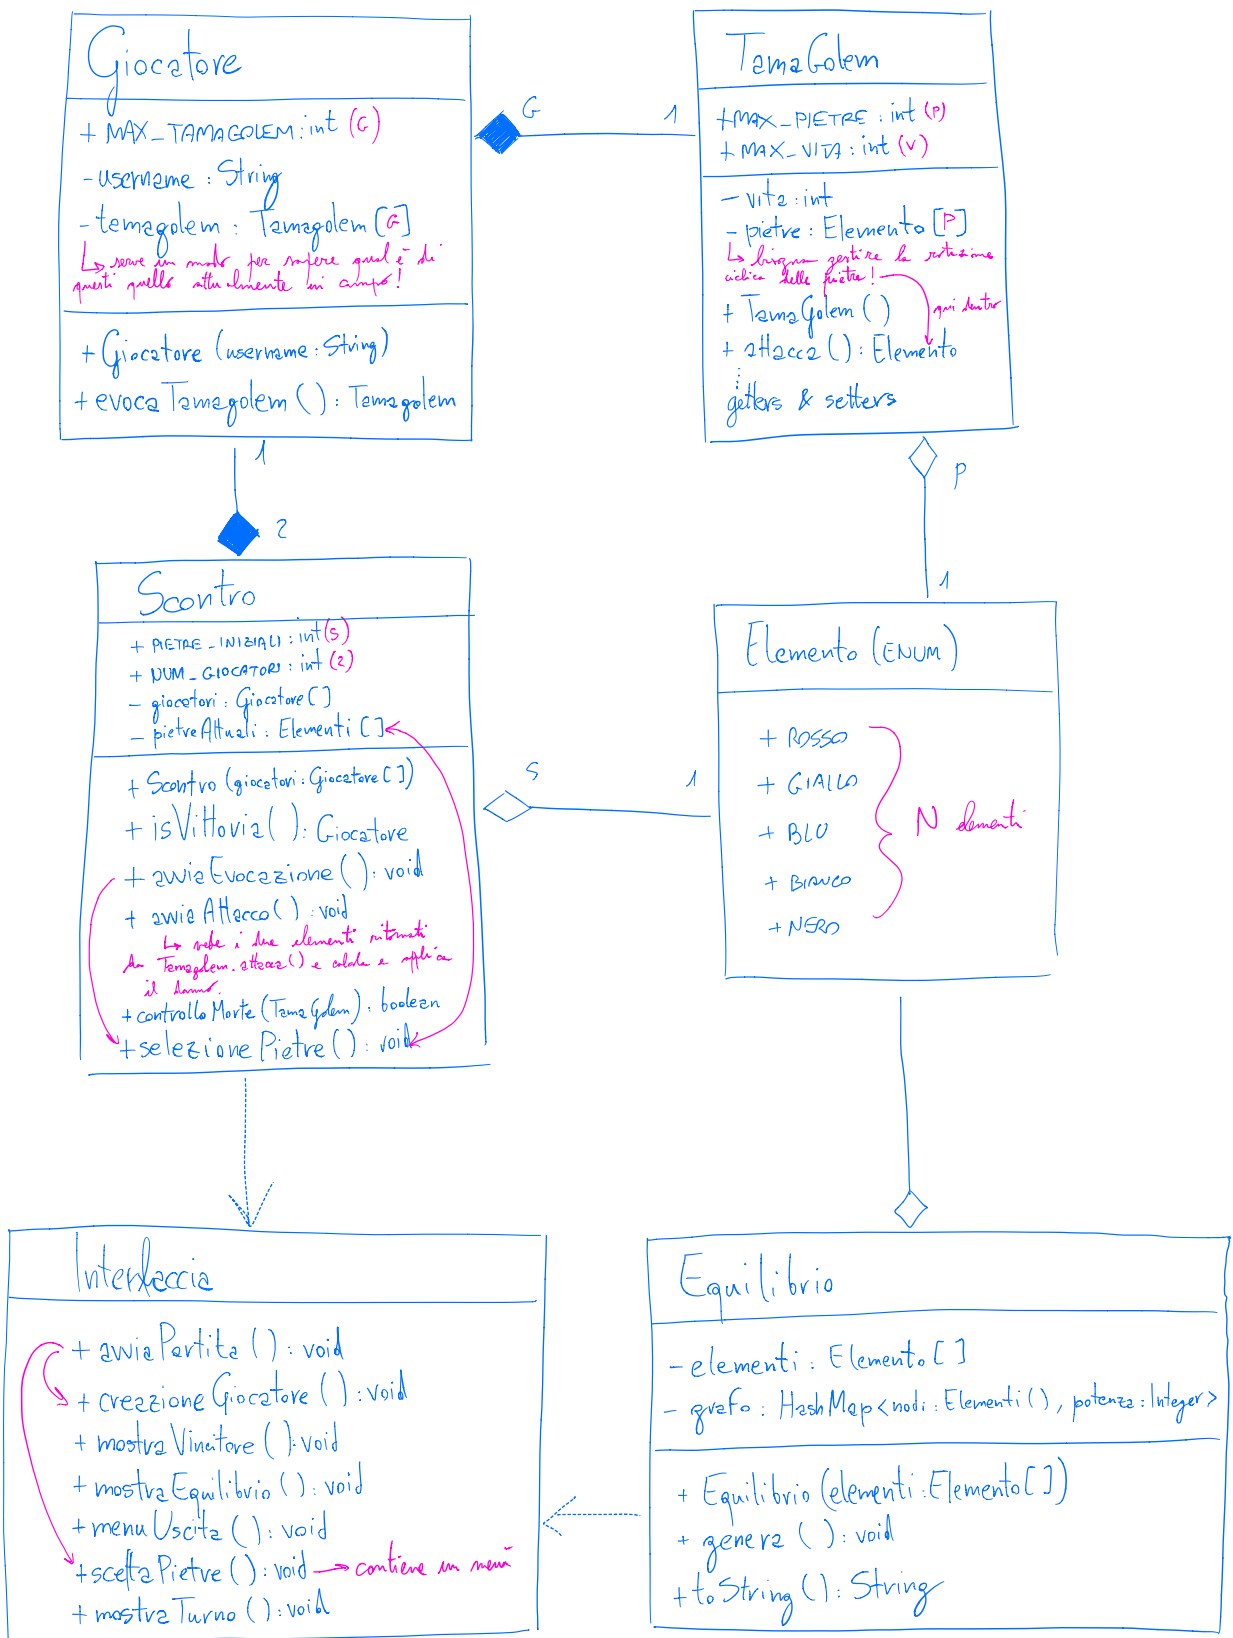 Giocatore
+ MAX_TAMAGOLEM: int (G)
- username: String
- tamagolem: Tamagolem[G]
↳ serve un modo per sapere qual è di
questi quello attualmente in campo!
+ Giocatore (username: String)
+ evocaTamagolem(): Tamagolem
G
1
TamaGolem
+ MAX_PIETRE: int (P)
+ MAX_VITA: int (V)
- vita: int
- pietre: Elemento[P]
↳ bisogna gestire la rotazione
ciclica delle pietre!
qui dentro
+ TamaGolem()
+ attacca(): Elemento
getters & setters
1
2
P
1
Scontro
+ PIETRE_INIZIALI: int (S)
+ NUM_GIOCATORI: int (2)
- giocatori: Giocatore[]
- pietreAttuali: Elementi[]
+ Scontro (giocatori: Giocatore[])
+ isVittoria(): Giocatore
+ avviaEvocazione(): void
+ avviaAttacco(): void
↳ vede i due elementi ritornati
da Tamagolem.attacca() e calcola e applica
il danno.
+ controlloMorte(TamaGolem): boolean
+ selezionePietre(): void
S
1
Elemento (ENUM)
+ ROSSO
+ GIALLO
+ BLU
+ BIANCO
+ NERO
N elementi
Interfaccia
+ avviaPartita(): void
+ creazioneGiocatore(): void
+ mostraVincitore(): void
+ mostraEquilibrio(): void
+ menuUscita(): void
+ sceltaPietre(): void → contiene un menù
+ mostraTurno(): void
Equilibrio
- elementi: Elemento[]
- grafo: HashMap<nodi: Elementi(), potenza: Integer>
+ Equilibrio (elementi: Elemento[])
+ genera(): void
+ toString(): String